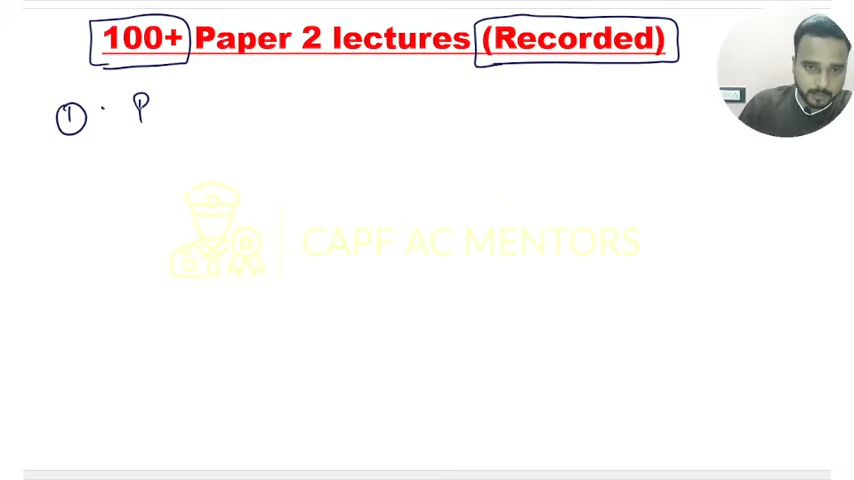 100+ Paper 2 lectures (Recorded)
① . P
CAPF AC MENTORS